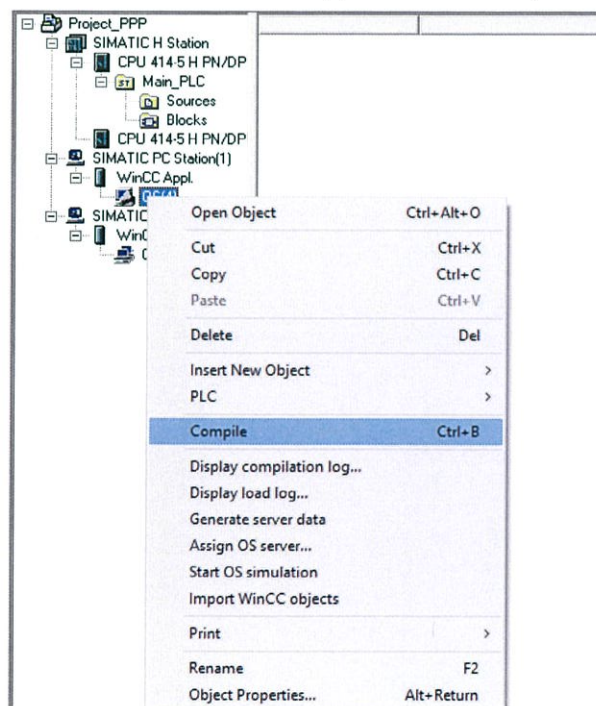 Project_PPP
SIMATIC H Station
CPU 414-5 H PN/DP
ST Main_PLC
Sources
Blocks
CPU 414-5 H PN/DP
SIMATIC PC Station(1)
WinCC Appl.
SIMATIC
Open Object Ctrl+Alt+O
Cut Ctrl+X
Copy Ctrl+C
Paste Ctrl+V
Delete Del
Insert New Object >
PLC >
Compile Ctrl+B
Display compilation log...
Display load log...
Generate server data
Assign OS server...
Start OS simulation
Import WinCC objects
Print >
Rename F2
Object Properties... Alt+Return